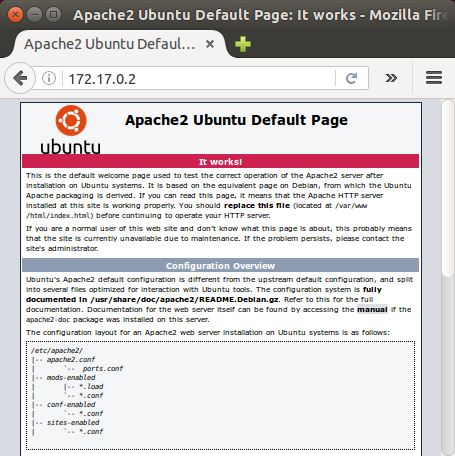 Apache2 Ubuntu Default Page: It works - Mozilla Fire
Apache2 Ubuntu Defaul...
172.17.0.2
ubuntu
Apache2 Ubuntu Default Page
It works!
This is the default welcome page used to test the correct operation of the Apache2 server after
installation on Ubuntu systems. It is based on the equivalent page on Debian, from which the Ubuntu
Apache packaging is derived. If you can read this page, it means that the Apache HTTP server
installed at this site is working properly. You should replace this file (located at /var/www
/html/index.html) before continuing to operate your HTTP server.
If you are a normal user of this web site and don't know what this page is about, this probably means
that the site is currently unavailable due to maintenance. If the problem persists, please contact the
site's administrator.
Configuration Overview
Ubuntu's Apache2 default configuration is different from the upstream default configuration, and split
into several files optimized for interaction with Ubuntu tools. The configuration system is fully
documented in /usr/share/doc/apache2/README.Debian.gz. Refer to this for the full
documentation. Documentation for the web server itself can be found by accessing the manual if the
apache2-doc package was installed on this server.
The configuration layout for an Apache2 web server installation on Ubuntu systems is as follows:
/etc/apache2/
|-- apache2.conf
|       `--  ports.conf
|-- mods-enabled
|       |-- *.load
|       `-- *.conf
|-- conf-enabled
|       `-- *.conf
|-- sites-enabled
|       `-- *.conf